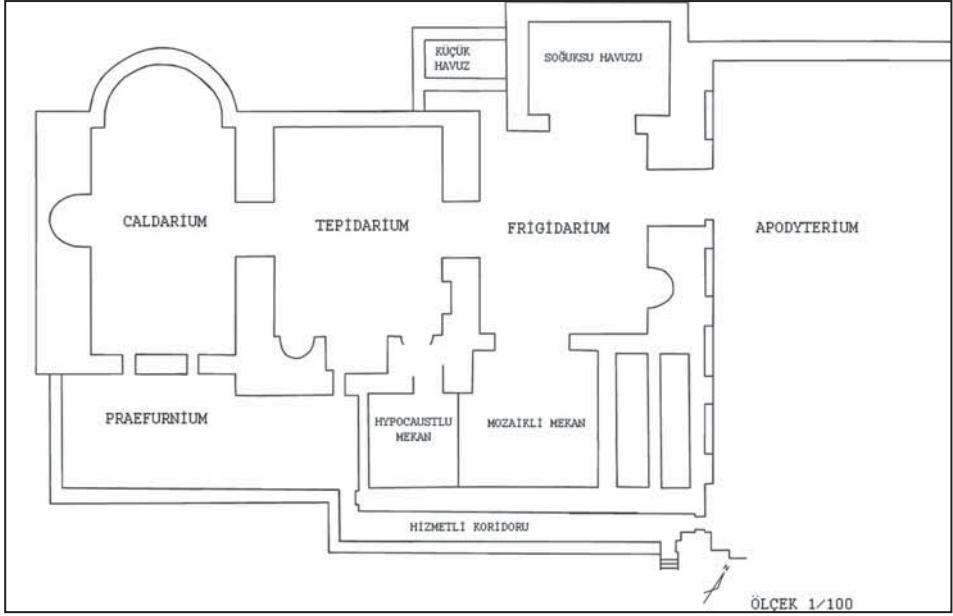 KÜÇÜK
HAVUZ
SOĞUKSU HAVUZU
CALDARİUM
TEPİDARİUM
FRİGİDARİUM
APODYTERİUM
PRAEFURNİUM
HYPOCAUSTLU
MEKAN
MOZAİKLİ MEKAN
HİZMETLİ KORİDORU
N
ÖLÇEK 1/100